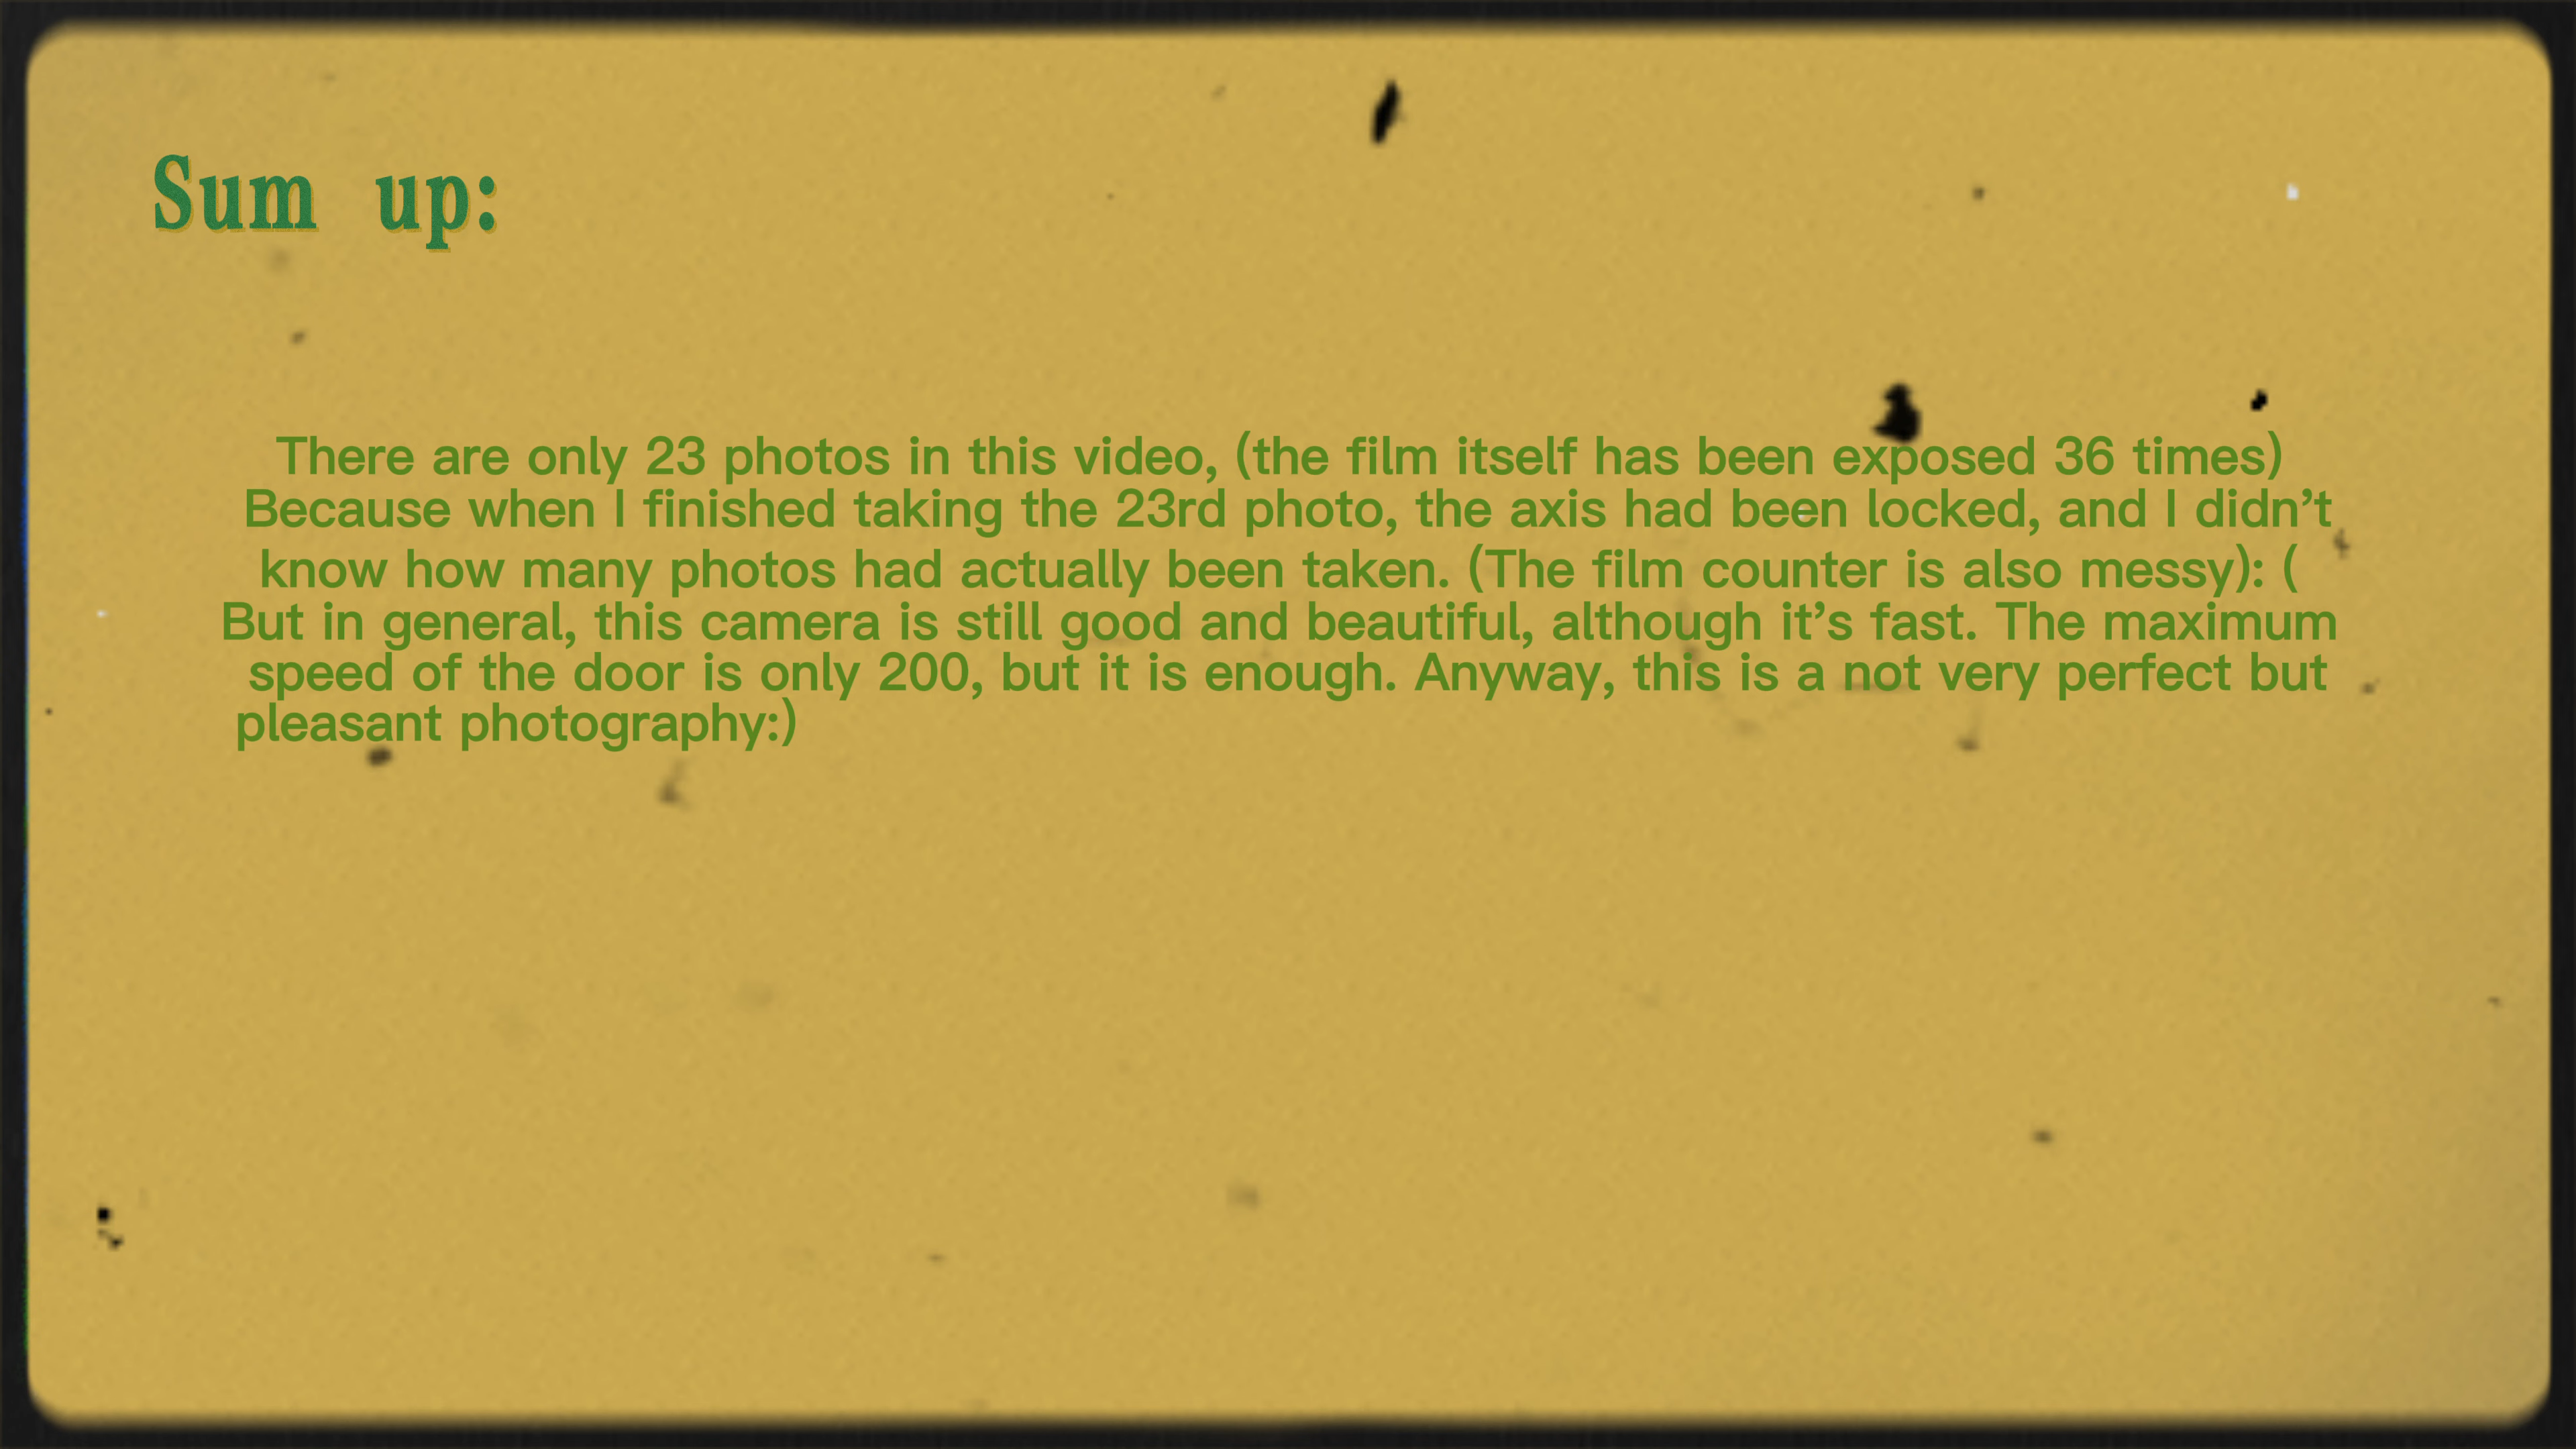 Sum up:
There are only 23 photos in this video, (the film itself has been exposed 36 times)
Because when I finished taking the 23rd photo, the axis had been locked, and I didn’t
know how many photos had actually been taken. (The film counter is also messy): (
But in general, this camera is still good and beautiful, although it’s fast. The maximum
speed of the door is only 200, but it is enough. Anyway, this is a not very perfect but
pleasant photography:)